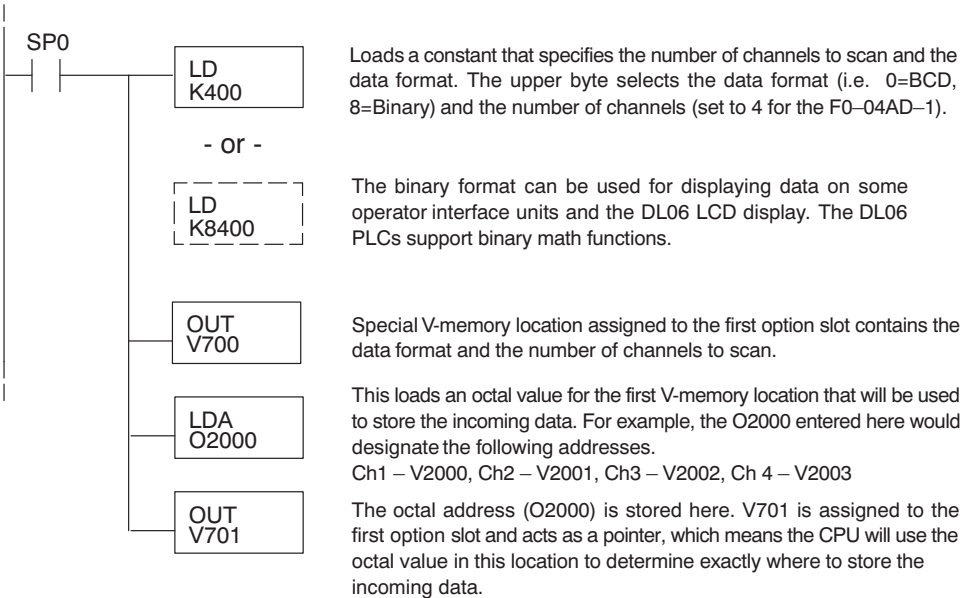 SP0
LD
K400
Loads a constant that specifies the number of channels to scan and the
data format. The upper byte selects the data format (i.e. 0=BCD,
8=Binary) and the number of channels (set to 4 for the F0–04AD–1).
- or -
LD
K8400
The binary format can be used for displaying data on some
operator interface units and the DL06 LCD display. The DL06
PLCs support binary math functions.
OUT
V700
Special V-memory location assigned to the first option slot contains the
data format and the number of channels to scan.
LDA
O2000
This loads an octal value for the first V-memory location that will be used
to store the incoming data. For example, the O2000 entered here would
designate the following addresses.
Ch1 – V2000, Ch2 – V2001, Ch3 – V2002, Ch 4 – V2003
OUT
V701
The octal address (O2000) is stored here. V701 is assigned to the
first option slot and acts as a pointer, which means the CPU will use the
octal value in this location to determine exactly where to store the
incoming data.